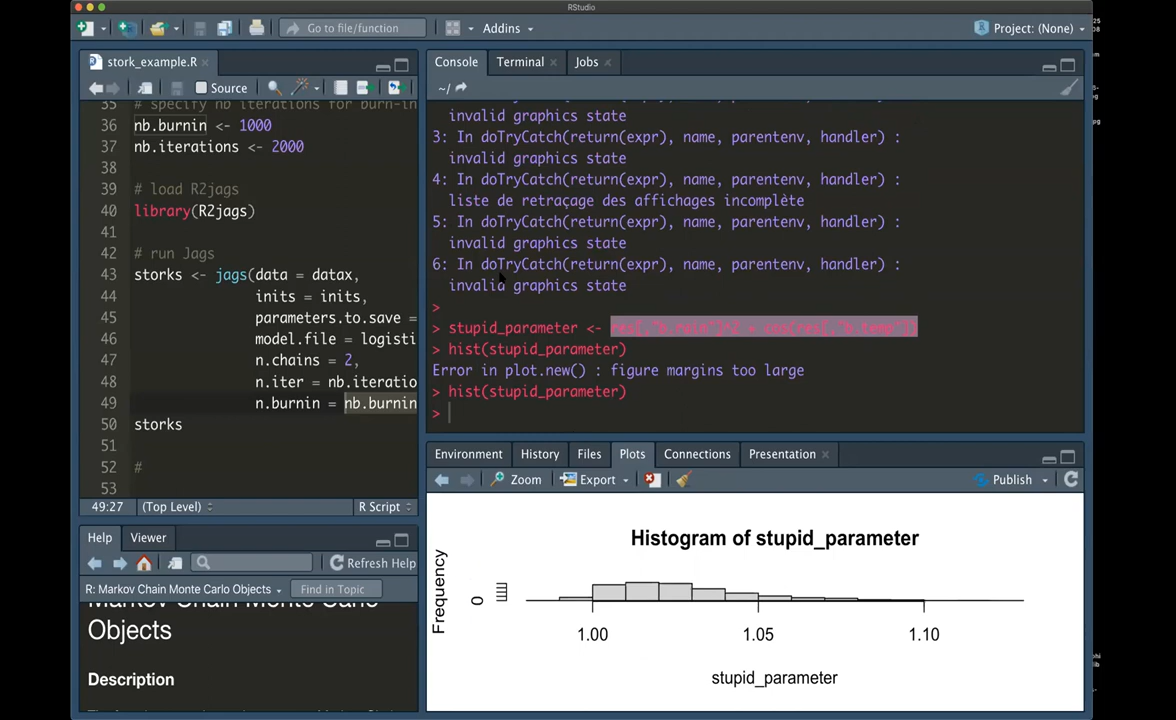 RStudio
Go to file/function
Addins
Project: (None)
stork_example.R
Source
35 # specify nb iterations for burn-in
36 nb.burnin <- 1000
37 nb.iterations <- 2000
38
39 # load R2jags
40 library(R2jags)
41
42 # run Jags
43 storks <- jags(data = datax,
44 inits = inits,
45 parameters.to.save =
46 model.file = logisti
47 n.chains = 2,
48 n.iter = nb.iteratio
49 n.burnin = nb.burnin
50 storks
51
52 #
53
49:27 (Top Level) R Script
Help Viewer
Refresh Help
R: Markov Chain Monte Carlo Objects Find in Topic
Markov Chain Monte Carlo
Objects
Description
Console Terminal Jobs
~/
invalid graphics state
3: In doTryCatch(return(expr), name, parentenv, handler) :
invalid graphics state
4: In doTryCatch(return(expr), name, parentenv, handler) :
liste de retraçage des affichages incomplète
5: In doTryCatch(return(expr), name, parentenv, handler) :
invalid graphics state
6: In doTryCatch(return(expr), name, parentenv, handler) :
invalid graphics state
>
> stupid_parameter <- res[,"b.rain"]^2 + cos(res[,"b.temp"])
> hist(stupid_parameter)
Error in plot.new() : figure margins too large
> hist(stupid_parameter)
>
Environment History Files Plots Connections Presentation
Zoom Export Publish
Histogram of stupid_parameter
Frequency
0
1.00 1.05 1.10
stupid_parameter